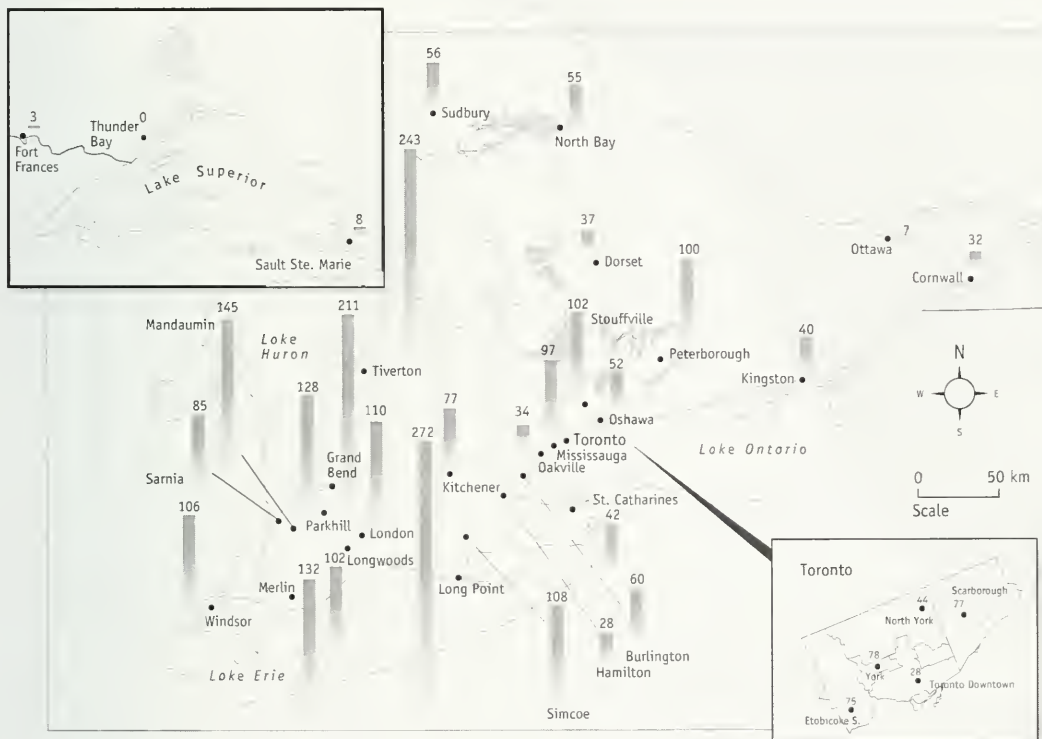 3
Fort
Frances
Thunder
Bay
0
Lake Superior
8
Sault Ste. Marie
56
Sudbury
55
North Bay
243
37
Dorset
100
7
Ottawa
32
Cornwall
145
Mandaumin
Lake
Huron
211
Tiverton
102
Stouffville
97
52
Peterborough
40
Kingston
N
W
E
S
85
Sarnia
128
Grand
Bend
110
272
77
Kitchener
34
Oshawa
Toronto
Mississauga
Oakville
Lake Ontario
0
50 km
Scale
106
Windsor
Parkhill
London
Longwoods
102
132
Merlin
Long Point
St. Catharines
42
60
108
28
Burlington
Hamilton
Lake Erie
Simcoe
Toronto
Scarborough
77
44
North York
78
York
28
Toronto Downtown
75
Etobicoke S.